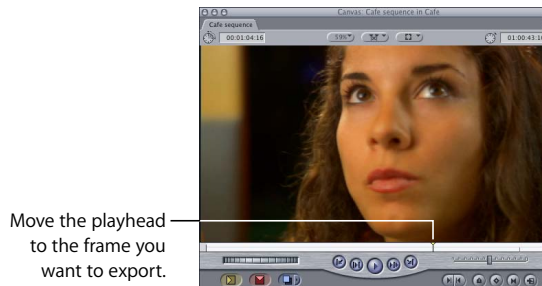 Canvas: Cafe sequence in Cafe
Cafe sequence
00:01:04:16
59%
01:00:43:10
Move the playhead
to the frame you
want to export.